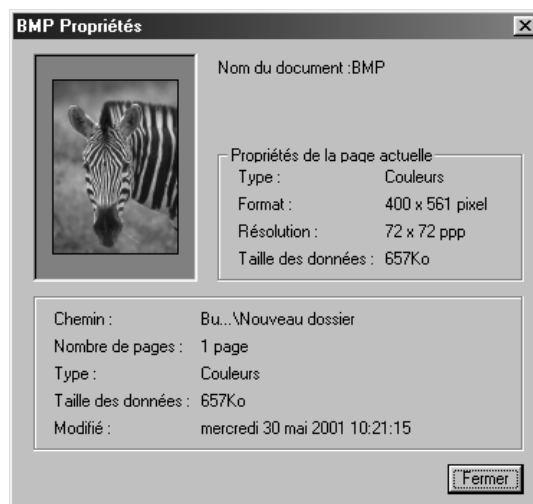 BMP Propriétés
Nom du document :BMP
Propriétés de la page actuelle
Type : Couleurs
Format : 400 x 561 pixel
Résolution : 72 x 72 ppp
Taille des données : 657Ko
Chemin : Bu...\Nouveau dossier
Nombre de pages : 1 page
Type : Couleurs
Taille des données : 657Ko
Modifié : mercredi 30 mai 2001 10:21:15
Fermer